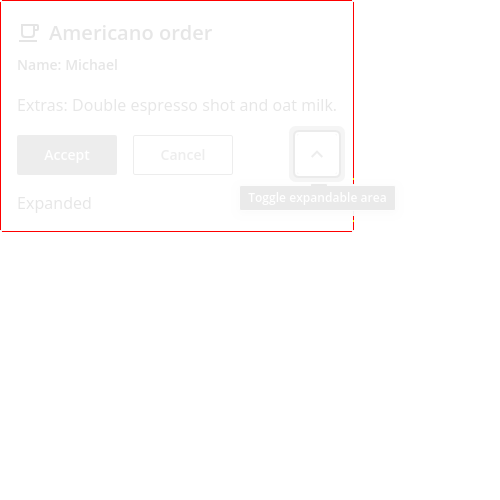 Americano order
Name: Michael
Extras: Double espresso shot and oat milk.
Accept
Cancel
Toggle expandable area
Expanded